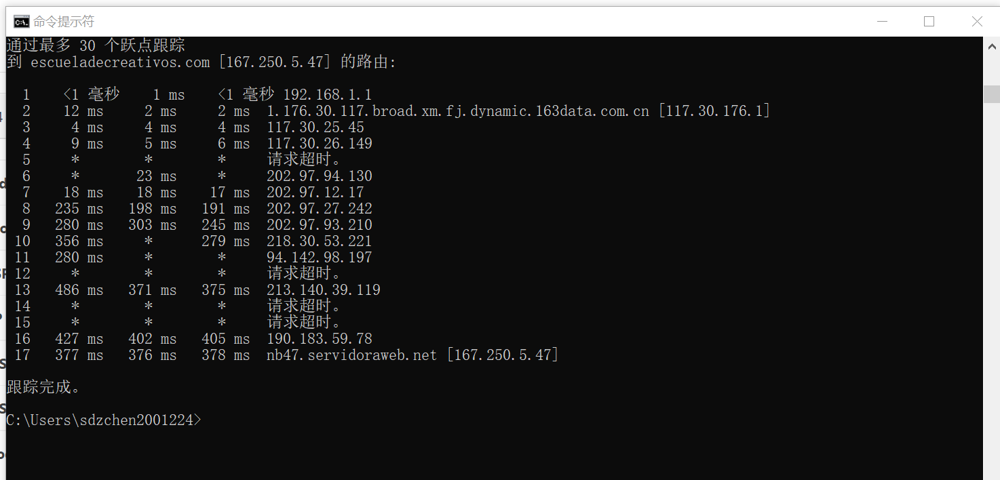 命令提示符
通过最多 30 个跃点跟踪
到 escueladecreativos.com [167.250.5.47] 的路由:
1 <1 毫秒 1 ms <1 毫秒 192.168.1.1
2 12 ms 2 ms 2 ms 1.176.30.117.broad.xm.fj.dynamic.163data.com.cn [117.30.176.1]
3 4 ms 4 ms 4 ms 117.30.25.45
4 9 ms 5 ms 6 ms 117.30.26.149
5 * * * 请求超时。
6 * 23 ms * 202.97.94.130
7 18 ms 18 ms 17 ms 202.97.12.17
8 235 ms 198 ms 191 ms 202.97.27.242
9 280 ms 303 ms 245 ms 202.97.93.210
10 356 ms * 279 ms 218.30.53.221
11 280 ms * * 94.142.98.197
12 * * * 请求超时。
13 486 ms 371 ms 375 ms 213.140.39.119
14 * * * 请求超时。
15 * * * 请求超时。
16 427 ms 402 ms 405 ms 190.183.59.78
17 377 ms 376 ms 378 ms nb47.servidoraweb.net [167.250.5.47]
跟踪完成。
C:\Users\sdzchen2001224>